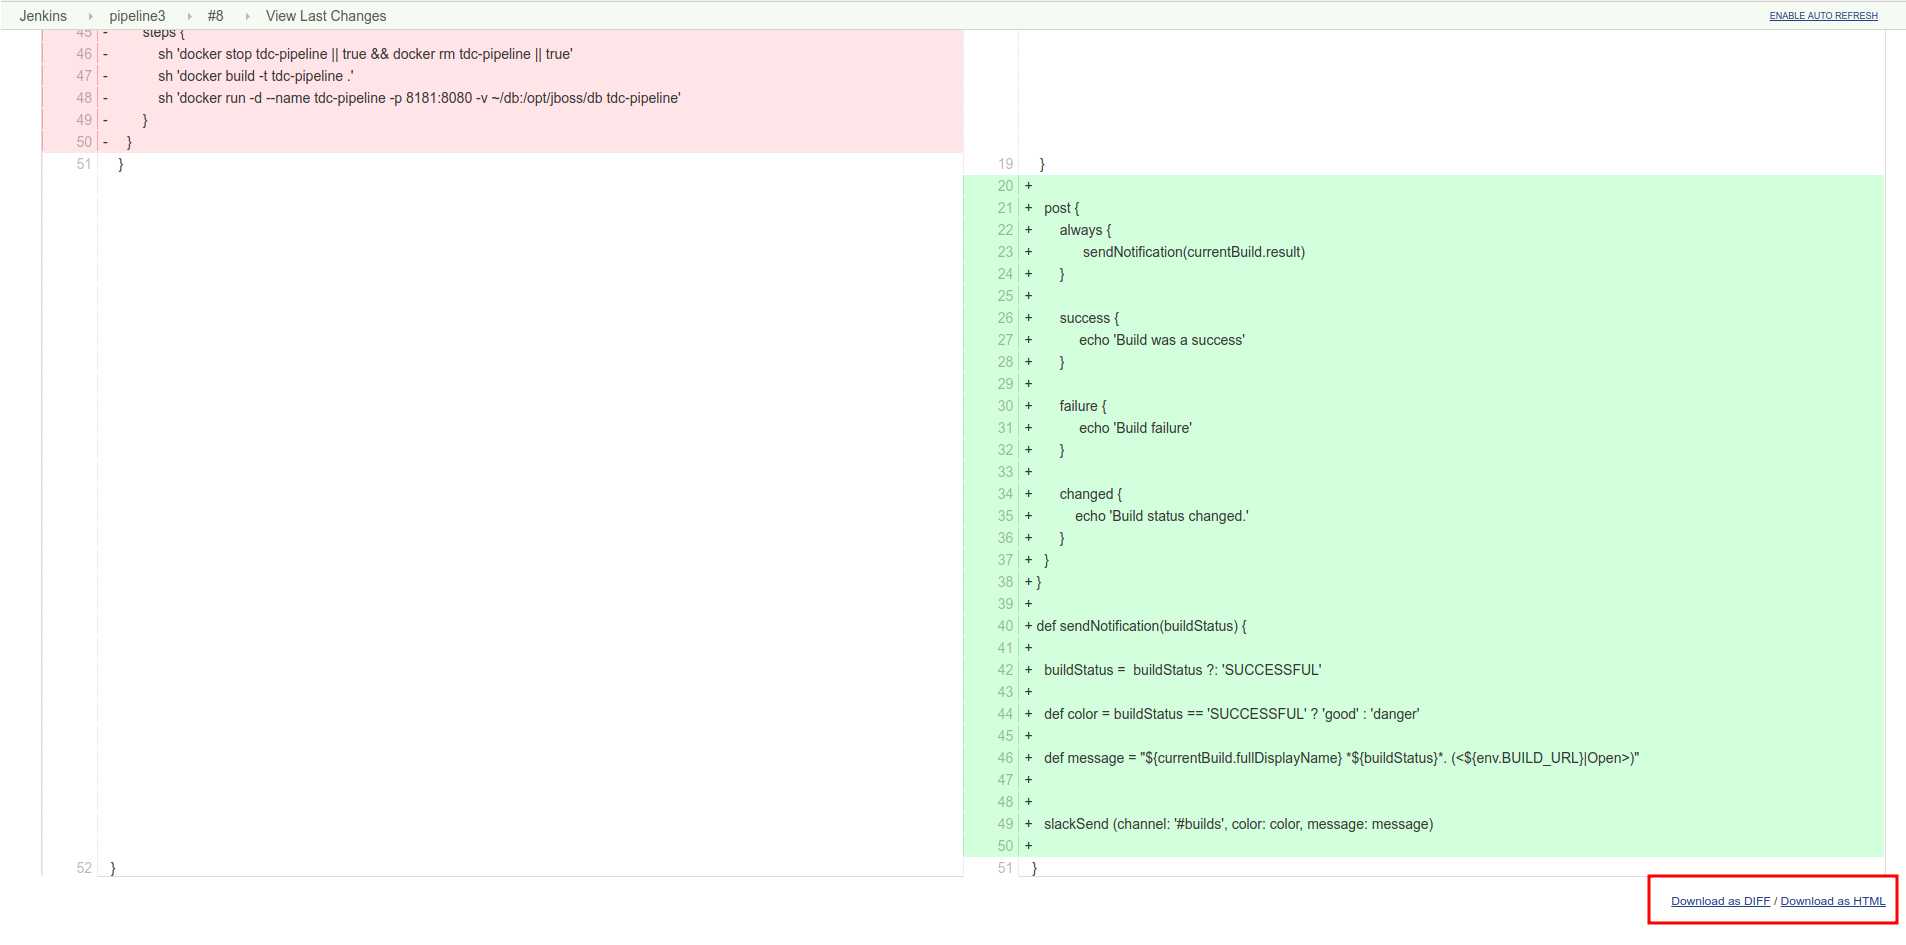 Jenkins pipeline3 #8 View Last Changes ENABLE AUTO REFRESH
45 - steps {
46 - sh 'docker stop tdc-pipeline || true && docker rm tdc-pipeline || true'
47 - sh 'docker build -t tdc-pipeline .'
48 - sh 'docker run -d --name tdc-pipeline -p 8181:8080 -v ~/db:/opt/jboss/db tdc-pipeline'
49 - }
50 - }
51 }
19 }
20 +
21 + post {
22 + always {
23 + sendNotification(currentBuild.result)
24 + }
25 +
26 + success {
27 + echo 'Build was a success'
28 + }
29 +
30 + failure {
31 + echo 'Build failure'
32 + }
33 +
34 + changed {
35 + echo 'Build status changed.'
36 + }
37 + }
38 + }
39 +
40 + def sendNotification(buildStatus) {
41 +
42 + buildStatus = buildStatus ?: 'SUCCESSFUL'
43 +
44 + def color = buildStatus == 'SUCCESSFUL' ? 'good' : 'danger'
45 +
46 + def message = "${currentBuild.fullDisplayName} *${buildStatus}*. (<${env.BUILD_URL}|Open>)"
47 +
48 +
49 + slackSend (channel: '#builds', color: color, message: message)
50 +
52 }
51 }
Download as DIFF / Download as HTML